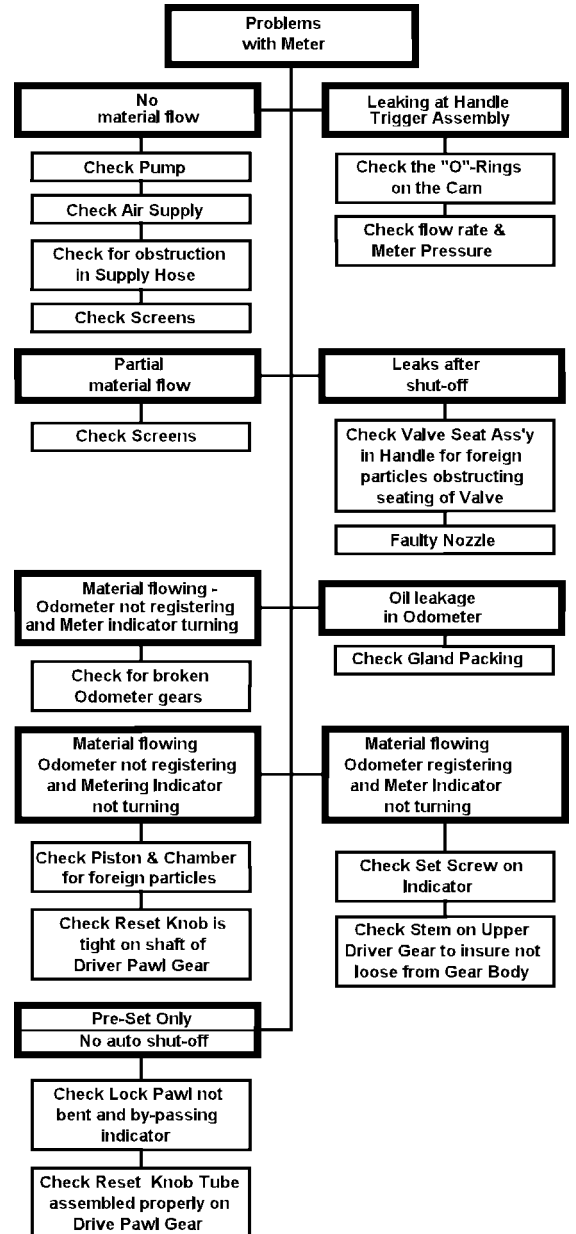 Problems
with Meter
No
material flow
Check Pump
Check Air Supply
Check for obstruction
in Supply Hose
Check Screens
Leaking at Handle
Trigger Assembly
Check the "O"-Rings
on the Cam
Check flow rate &
Meter Pressure
Partial
material flow
Check Screens
Leaks after
shut-off
Check Valve Seat Ass'y
in Handle for foreign
particles obstructing
seating of Valve
Faulty Nozzle
Material flowing -
Odometer not registering
and Meter indicator turning
Check for broken
Odometer gears
Oil leakage
in Odometer
Check Gland Packing
Material flowing
Odometer not registering
and Metering Indicator
not turning
Check Piston & Chamber
for foreign particles
Check Reset Knob is
tight on shaft of
Driver Pawl Gear
Material flowing
Odometer registering
and Meter Indicator
not turning
Check Set Screw on
Indicator
Check Stem on Upper
Driver Gear to insure not
loose from Gear Body
Pre-Set Only
No auto shut-off
Check Lock Pawl not
bent and by-passing
indicator
Check Reset Knob Tube
assembled properly on
Drive Pawl Gear